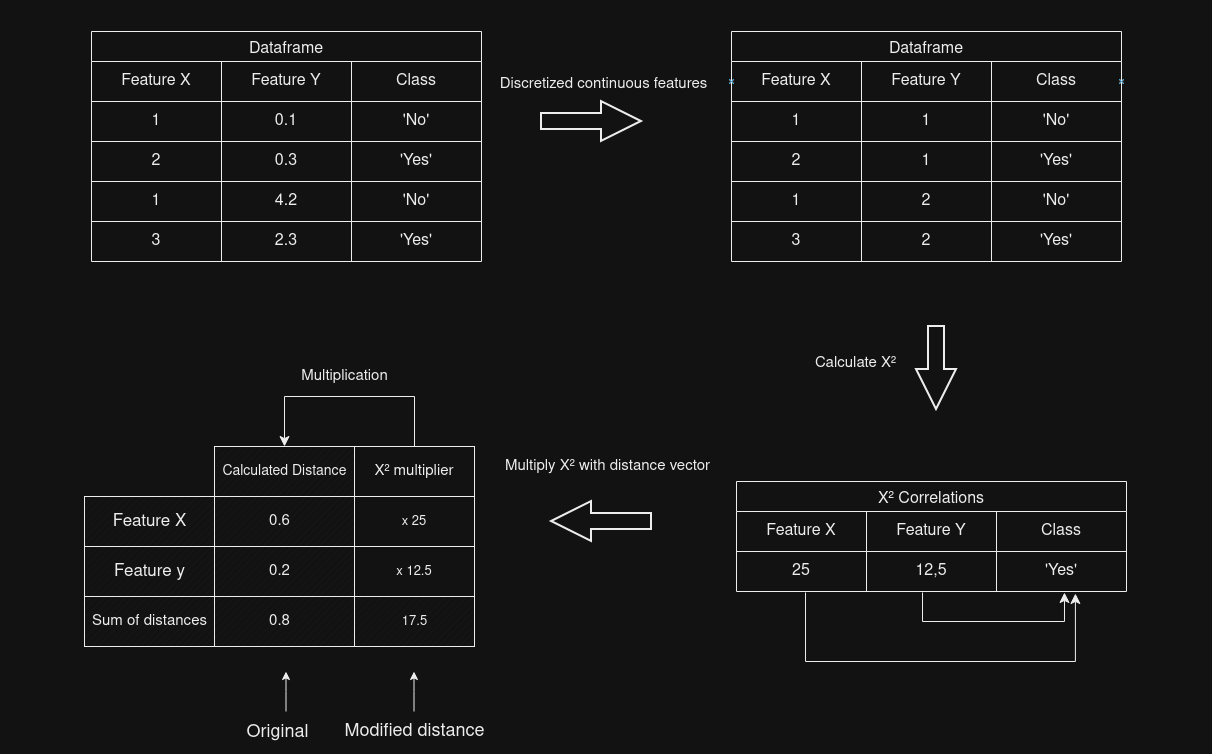 Dataframe
Feature X Feature Y Class
1 0.1 'No'
2 0.3 'Yes'
1 4.2 'No'
3 2.3 'Yes'
Discretized continuous features
Dataframe
Feature X Feature Y Class
1 1 'No'
2 1 'Yes'
1 2 'No'
3 2 'Yes'
Calculate X²
X² Correlations
Feature X Feature Y Class
25 12,5 'Yes'
Multiply X² with distance vector
Multiplication
Calculated Distance X² multiplier
Feature X 0.6 x 25
Feature y 0.2 x 12.5
Sum of distances 0.8 17.5
Original Modified distance